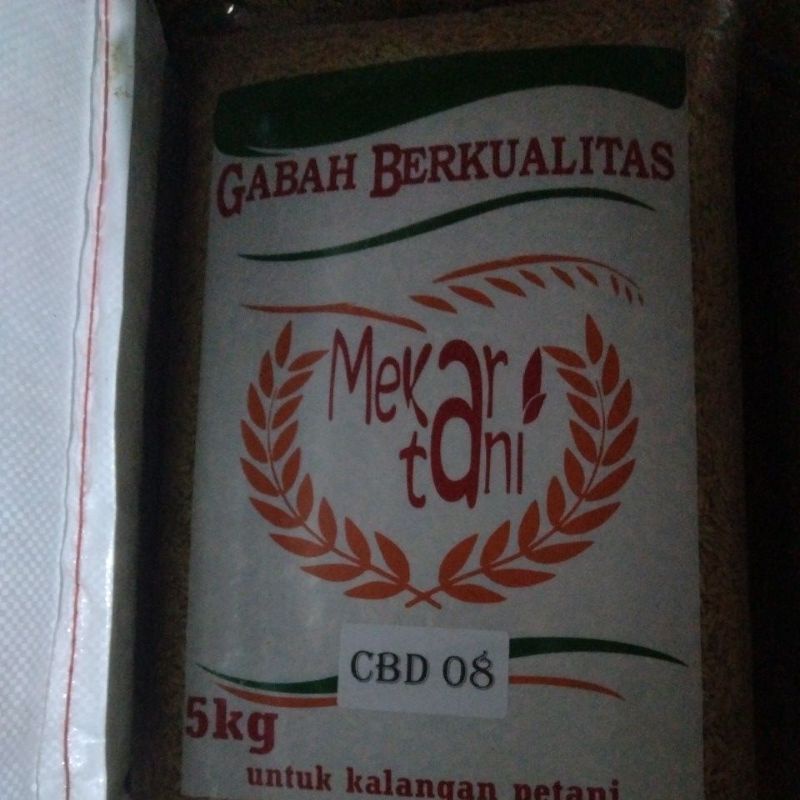 GABAH BERKUALITAS
Mekar
tani
CBD 08
5kg
untuk kalangan petani